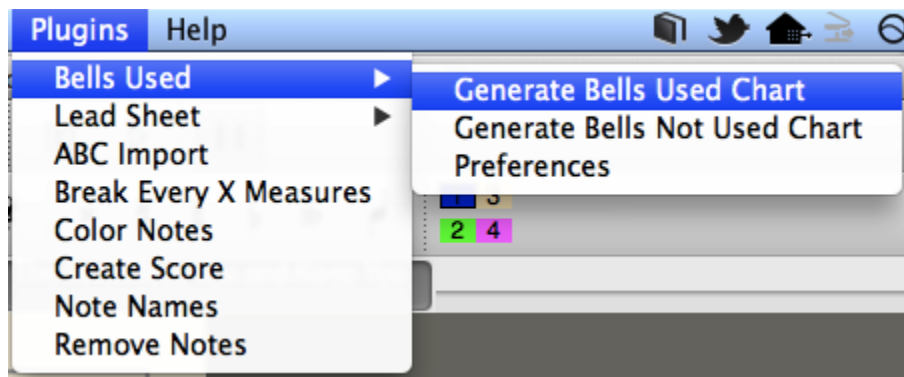 Plugins Help
Bells Used
Lead Sheet
ABC Import
Break Every X Measures
Color Notes
Create Score
Note Names
Remove Notes
Generate Bells Used Chart
Generate Bells Not Used Chart
Preferences
1 3
2 4